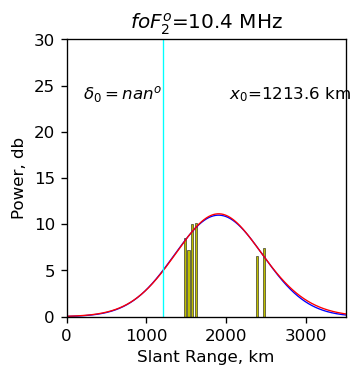 foF₂ᵒ=10.4 MHz
30
25
δ₀ = nanᵒ
x₀=1213.6 km
20
15
10
5
0
Power, db
0 1000 2000 3000
Slant Range, km